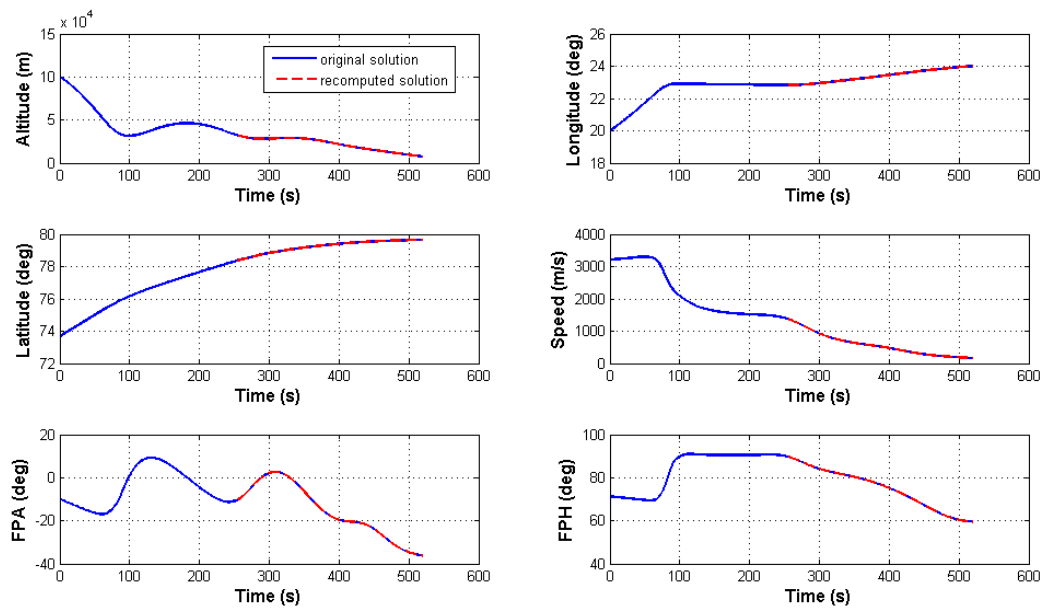 x 10^4
15
10
5
0
Altitude (m)
original solution
recomputed solution
0 100 200 300 400 500 600
Time (s)
26
24
22
20
18
Longitude (deg)
0 100 200 300 400 500 600
Time (s)
80
78
76
74
72
Latitude (deg)
0 100 200 300 400 500 600
Time (s)
4000
3000
2000
1000
0
Speed (m/s)
0 100 200 300 400 500 600
Time (s)
20
0
-20
-40
FPA (deg)
0 100 200 300 400 500 600
Time (s)
100
80
60
40
FPH (deg)
0 100 200 300 400 500 600
Time (s)